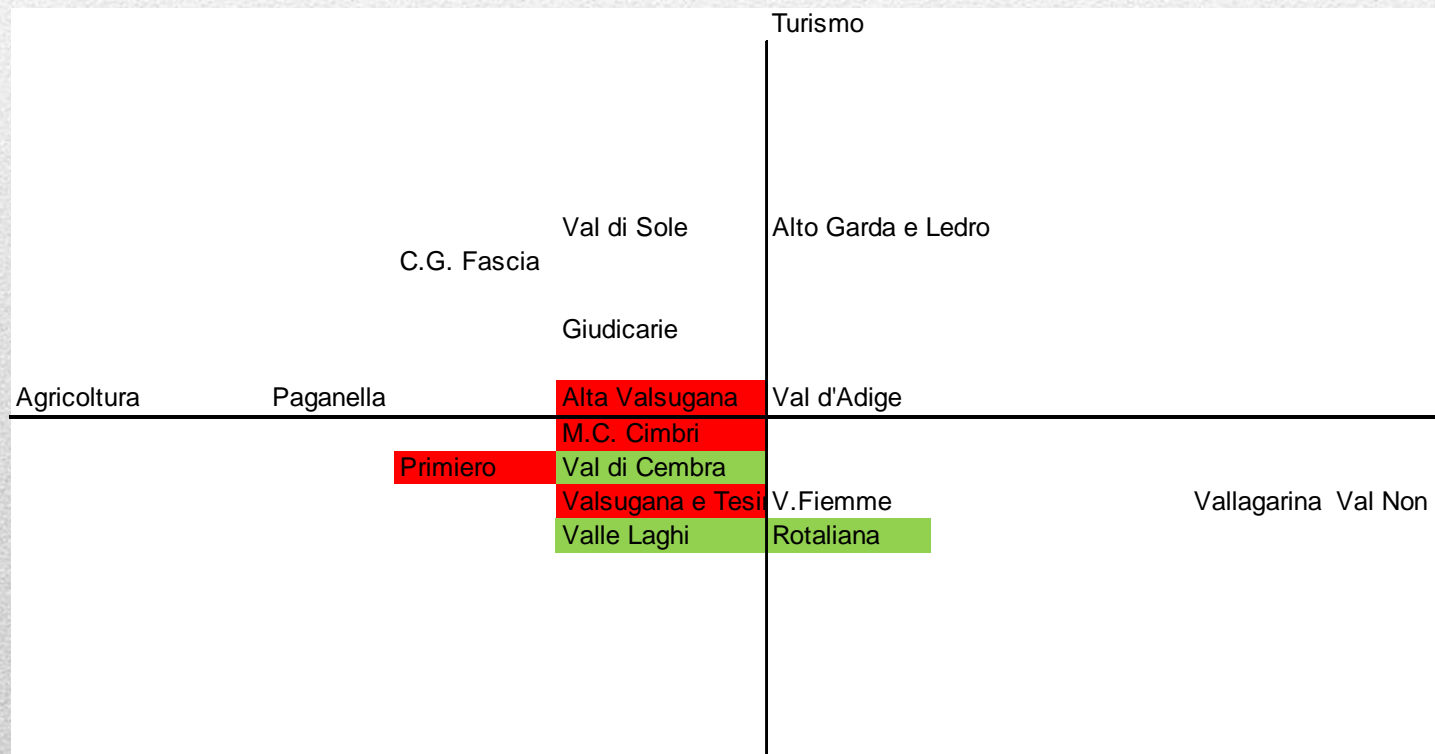 Turismo
Val di Sole Alto Garda e Ledro
C.G. Fascia
Giudicarie
Agricoltura Paganella Alta Valsugana Val d'Adige
M.C. Cimbri
Primiero Val di Cembra
Valsugana e Tesi V.Fiemme Vallagarina Val Non
Valle Laghi Rotaliana